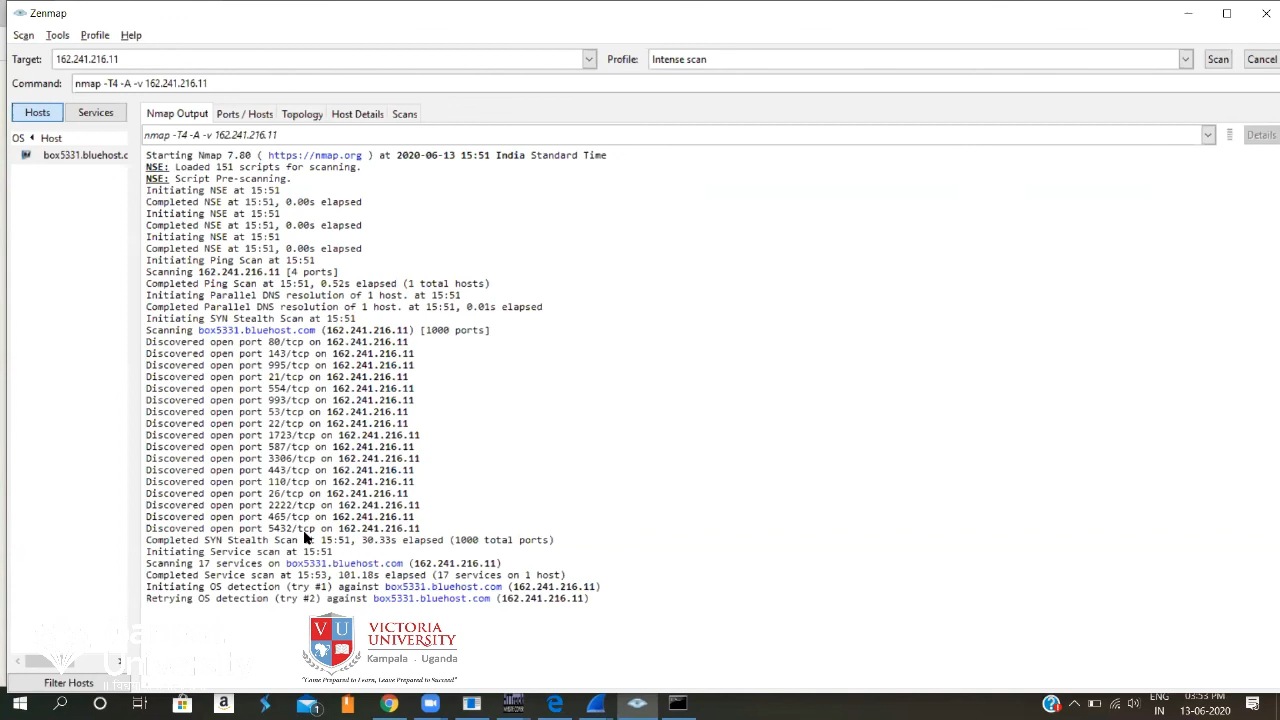 Zenmap
Scan Tools Profile Help
Target: 162.241.216.11 Profile: Intense scan Scan Cancel
Command: nmap -T4 -A -v 162.241.216.11
Hosts Services Nmap Output Ports / Hosts Topology Host Details Scans
OS Host nmap -T4 -A -v 162.241.216.11 Details
box5331.bluehost.c
Starting Nmap 7.80 ( https://nmap.org ) at 2020-06-13 15:51 India Standard Time
NSE: Loaded 151 scripts for scanning.
NSE: Script Pre-scanning.
Initiating NSE at 15:51
Completed NSE at 15:51, 0.00s elapsed
Initiating NSE at 15:51
Completed NSE at 15:51, 0.00s elapsed
Initiating NSE at 15:51
Completed NSE at 15:51, 0.00s elapsed
Initiating Ping Scan at 15:51
Scanning 162.241.216.11 [4 ports]
Completed Ping Scan at 15:51, 0.52s elapsed (1 total hosts)
Initiating Parallel DNS resolution of 1 host. at 15:51
Completed Parallel DNS resolution of 1 host. at 15:51, 0.01s elapsed
Initiating SYN Stealth Scan at 15:51
Scanning box5331.bluehost.com (162.241.216.11) [1000 ports]
Discovered open port 80/tcp on 162.241.216.11
Discovered open port 143/tcp on 162.241.216.11
Discovered open port 995/tcp on 162.241.216.11
Discovered open port 21/tcp on 162.241.216.11
Discovered open port 554/tcp on 162.241.216.11
Discovered open port 993/tcp on 162.241.216.11
Discovered open port 53/tcp on 162.241.216.11
Discovered open port 22/tcp on 162.241.216.11
Discovered open port 1723/tcp on 162.241.216.11
Discovered open port 587/tcp on 162.241.216.11
Discovered open port 3306/tcp on 162.241.216.11
Discovered open port 443/tcp on 162.241.216.11
Discovered open port 110/tcp on 162.241.216.11
Discovered open port 26/tcp on 162.241.216.11
Discovered open port 2222/tcp on 162.241.216.11
Discovered open port 465/tcp on 162.241.216.11
Discovered open port 5432/tcp on 162.241.216.11
Completed SYN Stealth Scan at 15:51, 30.33s elapsed (1000 total ports)
Initiating Service scan at 15:51
Scanning 17 services on box5331.bluehost.com (162.241.216.11)
Completed Service scan at 15:53, 101.18s elapsed (17 services on 1 host)
Initiating OS detection (try #1) against box5331.bluehost.com (162.241.216.11)
Retrying OS detection (try #2) against box5331.bluehost.com (162.241.216.11)
V U
VICTORIA
UNIVERSITY
Kampala - Uganda
"Come Prepared to Learn, Leave Prepared to Succeed"
Filter Hosts
ENG 03:53 PM
IN 13-06-2020